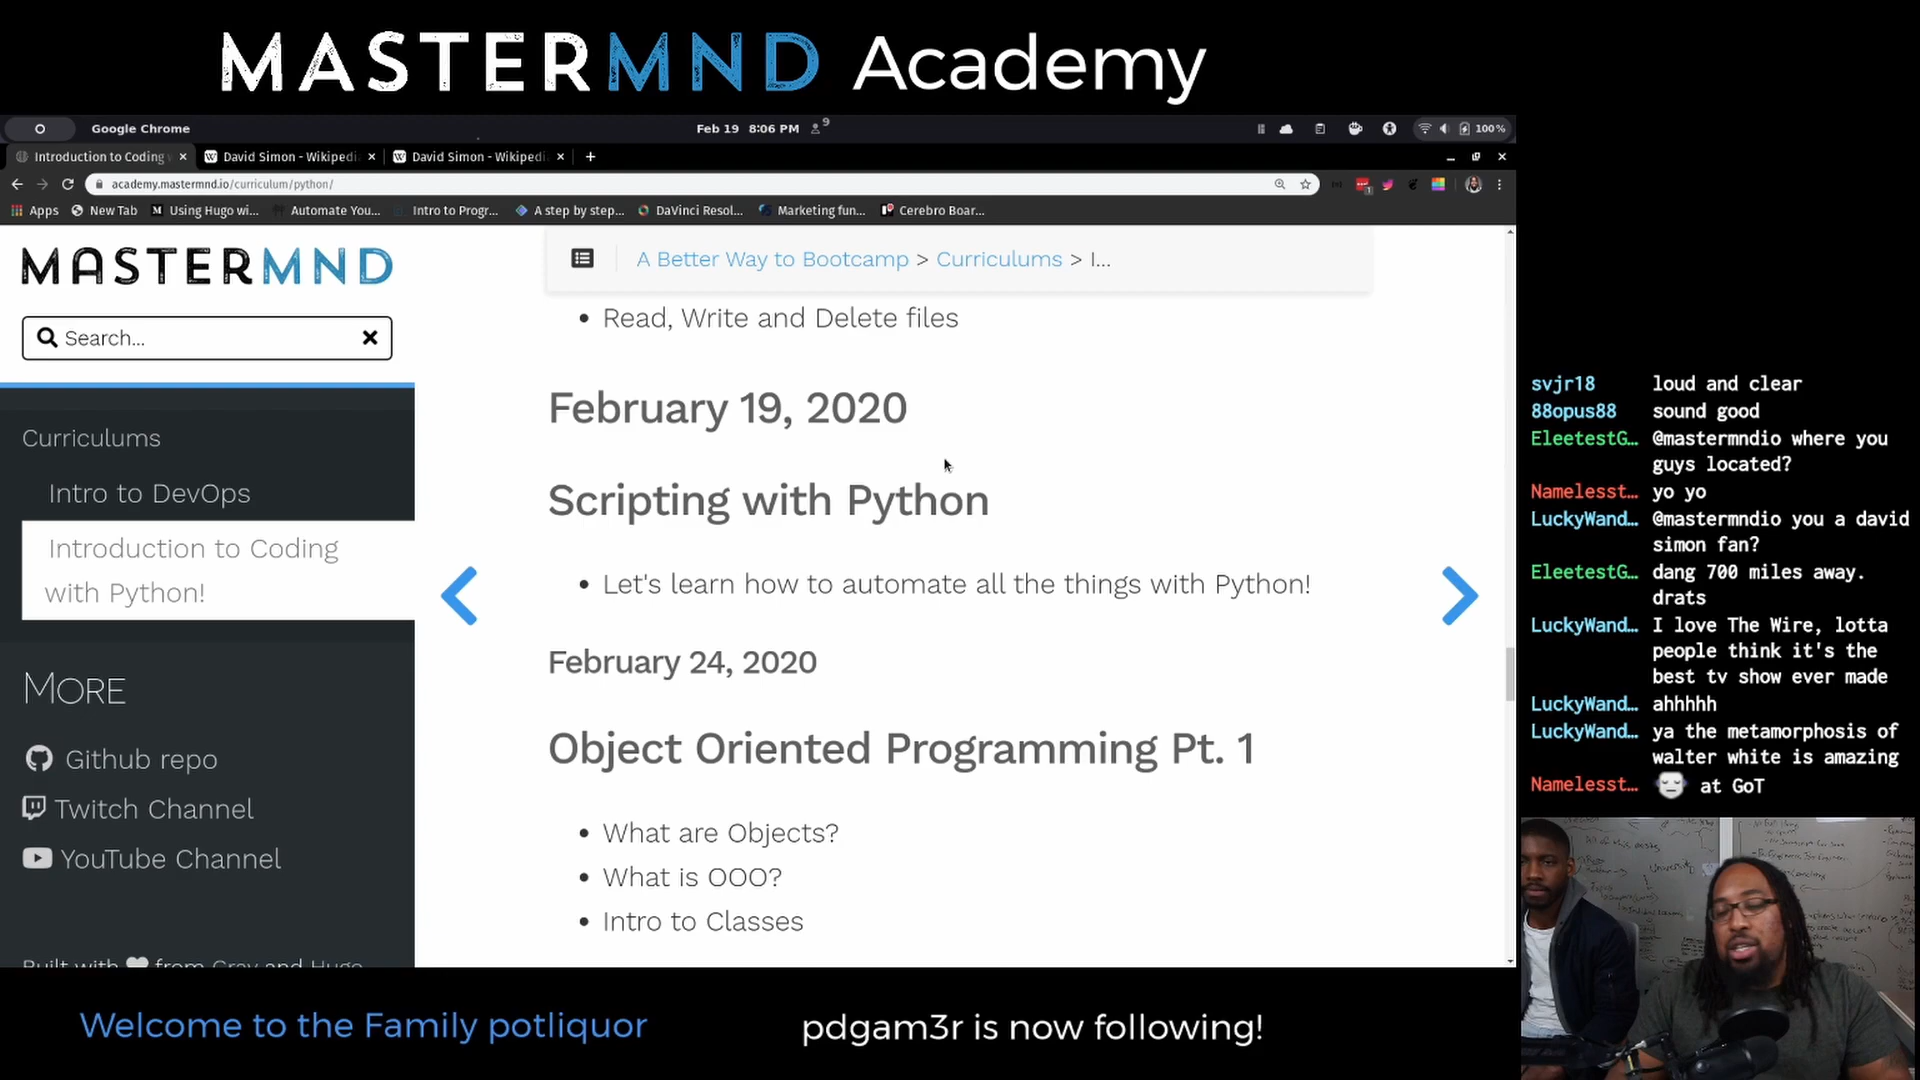 MASTERMND Academy
Google Chrome
Feb 19 8:06 PM
9
100%
Introduction to Coding
David Simon - Wikipedi
David Simon - Wikipedi
academy.mastermnd.io/curriculum/python/
Apps
New Tab
Using Hugo wi...
Automate You...
Intro to Progr...
A step by step...
DaVinci Resol...
Marketing fun...
Cerebro Boar...
MASTERMND
Search...
Curriculums
Intro to DevOps
Introduction to Coding
with Python!
MORE
Github repo
Twitch Channel
YouTube Channel
Built with from Grav and Hugo
A Better Way to Bootcamp > Curriculums > I...
• Read, Write and Delete files
February 19, 2020
Scripting with Python
• Let's learn how to automate all the things with Python!
February 24, 2020
Object Oriented Programming Pt. 1
• What are Objects?
• What is OOO?
• Intro to Classes
svjr18 loud and clear
88opus88 sound good
EleetestG... @mastermndio where you
guys located?
Namelesst... yo yo
LuckyWand... @mastermndio you a david
simon fan?
EleetestG... dang 700 miles away.
drats
LuckyWand... I love The Wire, lotta
people think it's the
best tv show ever made
LuckyWand... ahhhhh
LuckyWand... ya the metamorphosis of
walter white is amazing
Namelesst... at GoT
Welcome to the Family potliquor
pdgam3r is now following!